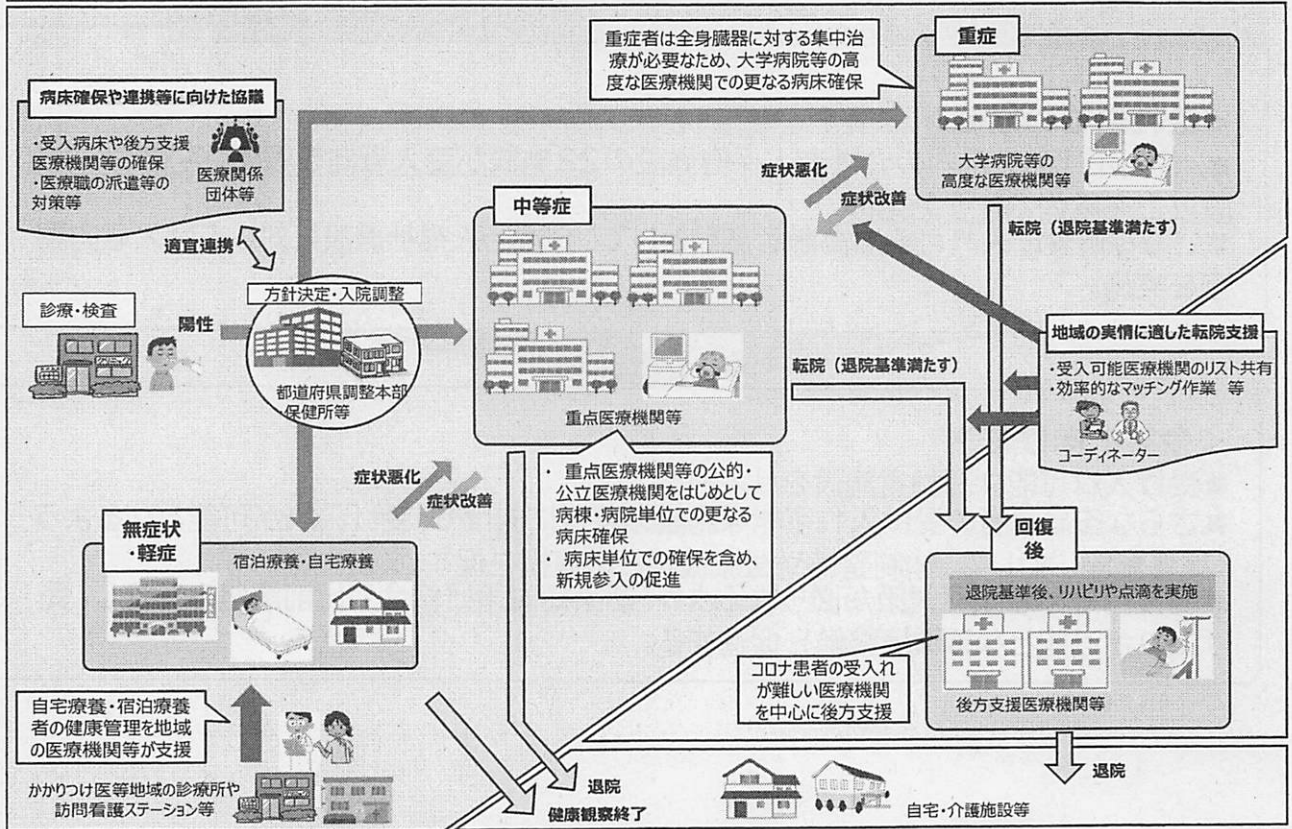 重症者は全身臓器に対する集中治
療が必要なため、大学病院等の高
度な医療機関での更なる病床確保
重症
大学病院等の
高度な医療機関等
病床確保や連携等に向けた協議
・受入病床や後方支援
医療機関等の確保
・医療職の派遣等の
対策等
医療関係
団体等
適宜連携
症状悪化
症状改善
中等症
転院（退院基準満たす）
診療・検査
クリニック
陽性
方針決定・入院調整
都道府県調整本部
・保健所等
重点医療機関等
転院（退院基準満たす）
地域の実情に適した転院支援
・受入可能医療機関のリスト共有
・効率的なマッチング作業 等
コーディネーター
・ 重点医療機関等の公的・
公立医療機関をはじめとして
病棟・病院単位での更なる
病床確保
・ 病床単位での確保を含め、
新規参入の促進
症状悪化
症状改善
無症状
・軽症
宿泊療養・自宅療養
回復
後
退院基準後、リハビリや点滴を実施
後方支援医療機関等
コロナ患者の受入れ
が難しい医療機関
を中心に後方支援
自宅療養・宿泊療養
者の健康管理を地域
の医療機関等が支援
かかりつけ医等地域の診療所や
訪問看護ステーション等
退院
健康観察終了
自宅・介護施設等
退院